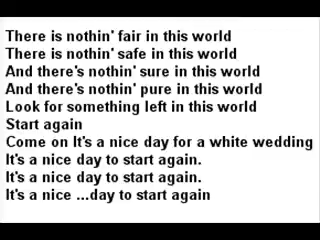 There is nothin' fair in this world
There is nothin' safe in this world
And there's nothin' sure in this world
And there's nothin' pure in this world
Look for something left in this world
Start again
Come on It's a nice day for a white wedding
It's a nice day to start again.
It's a nice day to start again.
It's a nice ...day to start again